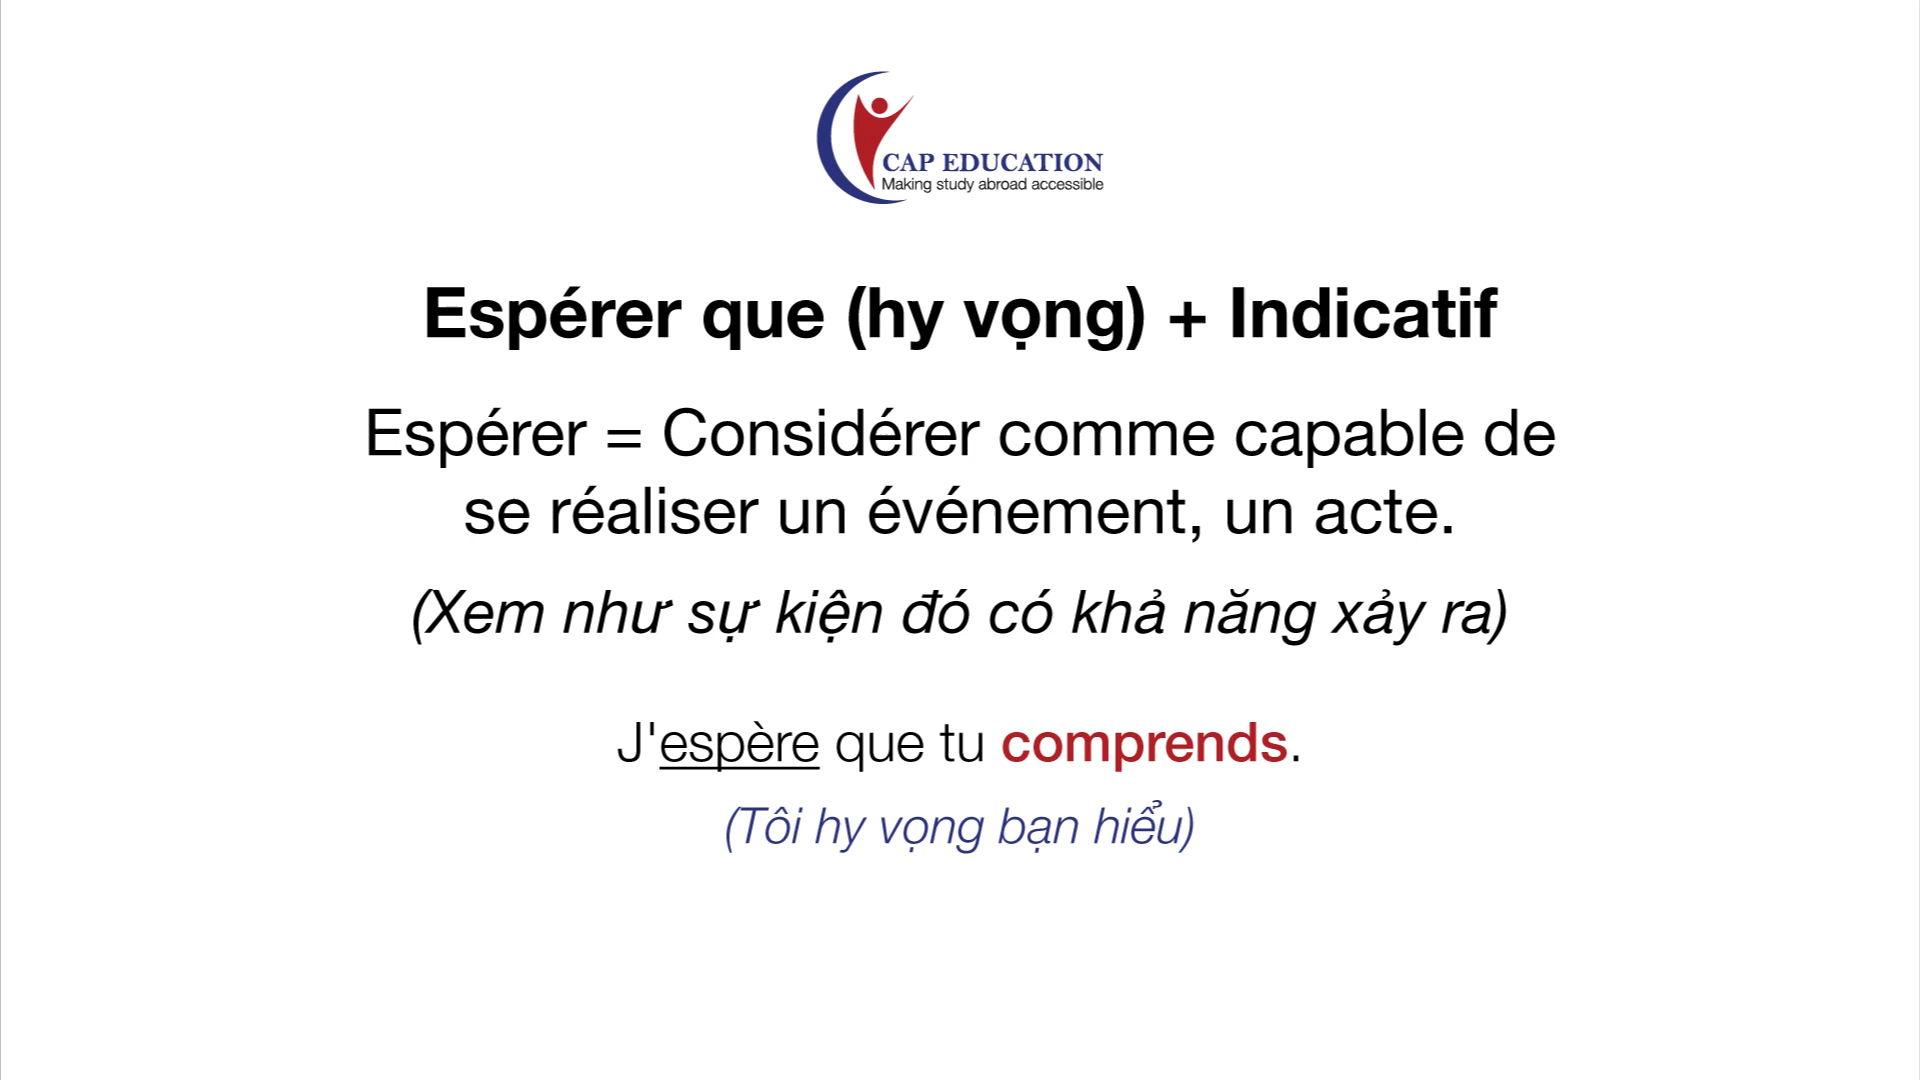 CAP EDUCATION
Making study abroad accessible
Espérer que (hy vọng) + Indicatif
Espérer = Considérer comme capable de
se réaliser un événement, un acte.
(Xem như sự kiện đó có khả năng xảy ra)
J'espère que tu comprends.
(Tôi hy vọng bạn hiểu)